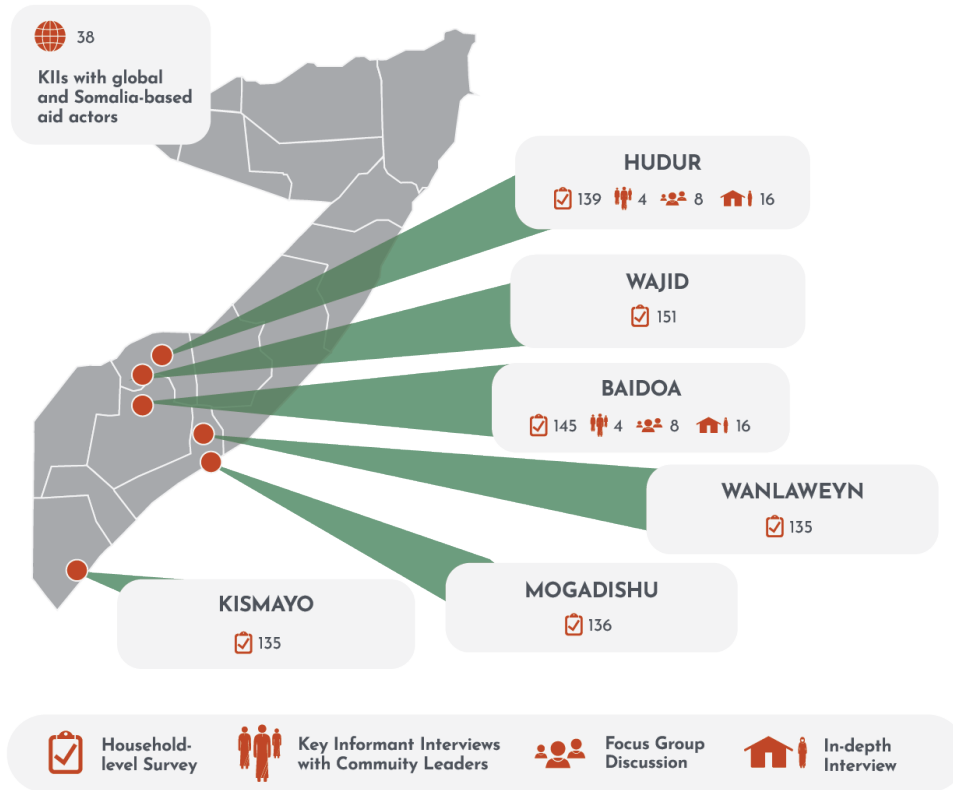 38
KIIs with global
and Somalia-based
aid actors
HUDUR
139 4 8 16
WAJID
151
BAIDOA
145 4 8 16
WANLAWEYN
135
MOGADISHU
136
KISMAYO
135
Household-
level Survey
Key Informant Interviews
with Commuity Leaders
Focus Group
Discussion
In-depth
Interview